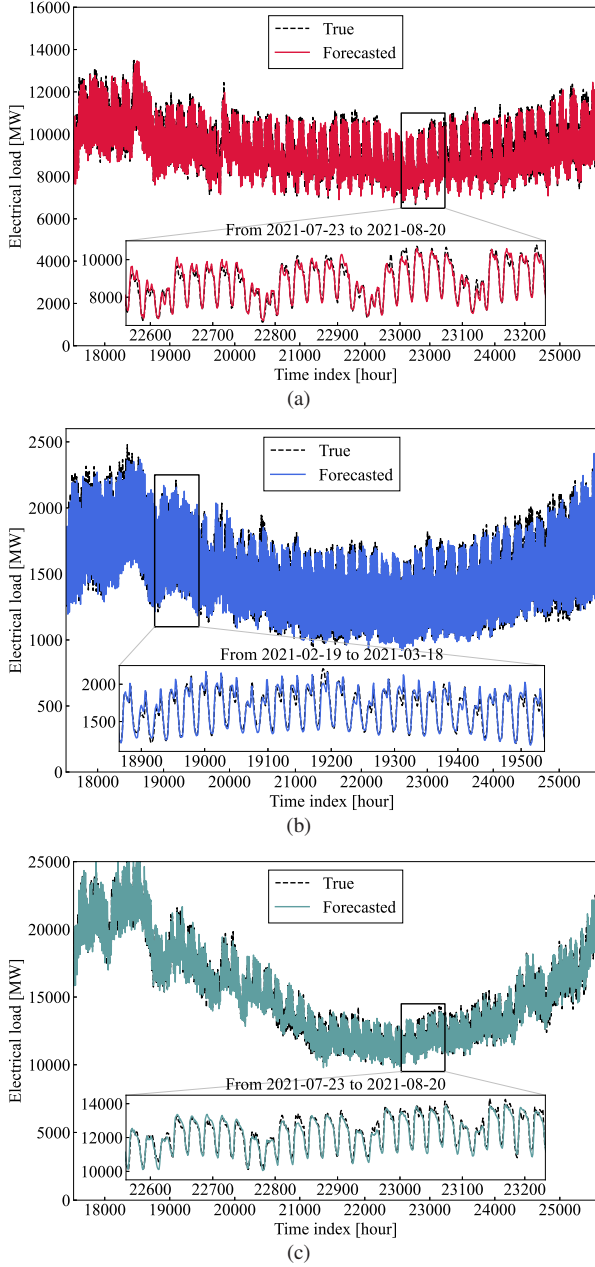 16000
14000
12000
10000
8000
6000
4000
2000
0
Electrical load [MW]
True
Forecasted
From 2021-07-23 to 2021-08-20
10000
8000
22600 22700 22800 22900 23000 23100 23200
18000 19000 20000 21000 22000 23000 24000 25000
Time index [hour]
(a)
2500
2000
1500
1000
500
0
Electrical load [MW]
True
Forecasted
From 2021-02-19 to 2021-03-18
2000
1500
18900 19000 19100 19200 19300 19400 19500
18000 19000 20000 21000 22000 23000 24000 25000
Time index [hour]
(b)
25000
20000
15000
10000
5000
0
Electrical load [MW]
True
Forecasted
From 2021-07-23 to 2021-08-20
14000
12000
10000
22600 22700 22800 22900 23000 23100 23200
18000 19000 20000 21000 22000 23000 24000 25000
Time index [hour]
(c)